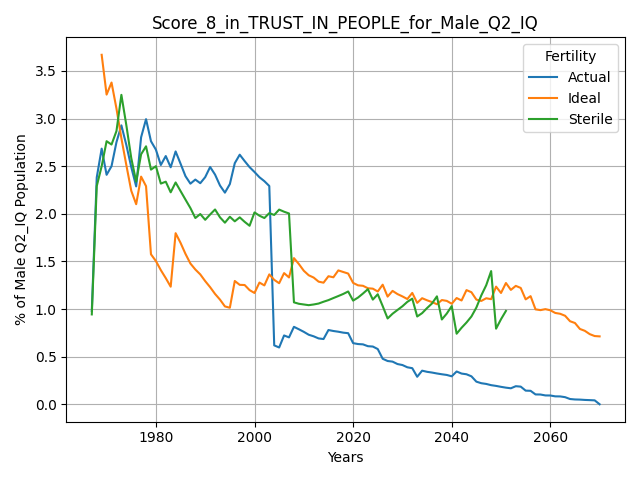 Score_8_in_TRUST_IN_PEOPLE_for_Male_Q2_IQ
% of Male Q2_IQ Population
3.5
3.0
2.5
2.0
1.5
1.0
0.5
0.0
Fertility
Actual
Ideal
Sterile
1980
2000
2020
2040
2060
Years